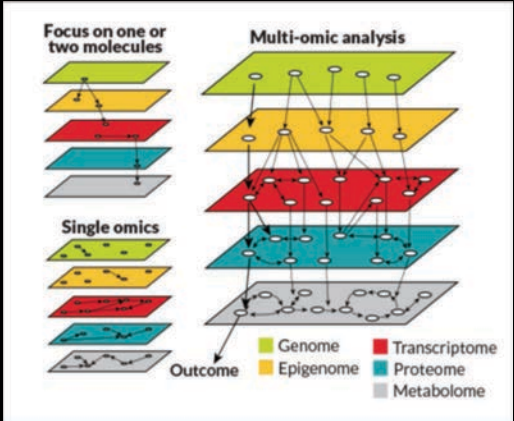 Focus on one or
two molecules
Multi-omic analysis
Single omics
Outcome
Genome
Epigenome
Transcriptome
Proteome
Metabolome